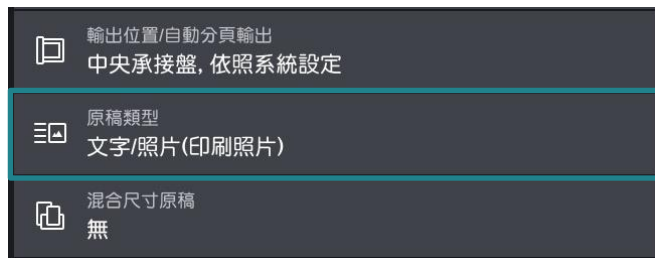 輸出位置/自動分頁輸出
中央承接盤, 依照系統設定
原稿類型
文字/照片(印刷照片)
混合尺寸原稿
無